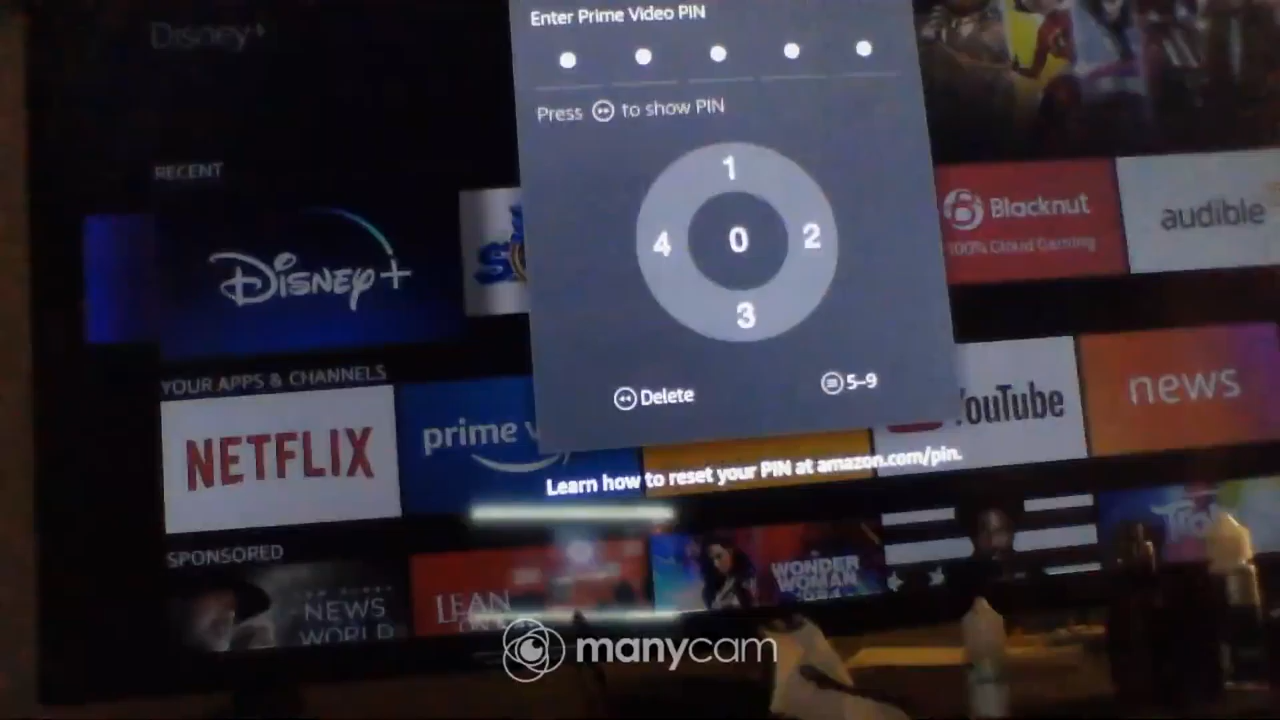 Disney+
Enter Prime Video PIN
Press to show PIN
1
4 0 2
3
Delete
5-9
Learn how to reset your PIN at amazon.com/pin.
RECENT
Disney+
Blacknut
100% Cloud Gaming
audible
YOUR APPS & CHANNELS
NETFLIX
prime
YouTube
news
SPONSORED
NEWS
WORLD
LEAN
WONDER
WOMAN
manycam